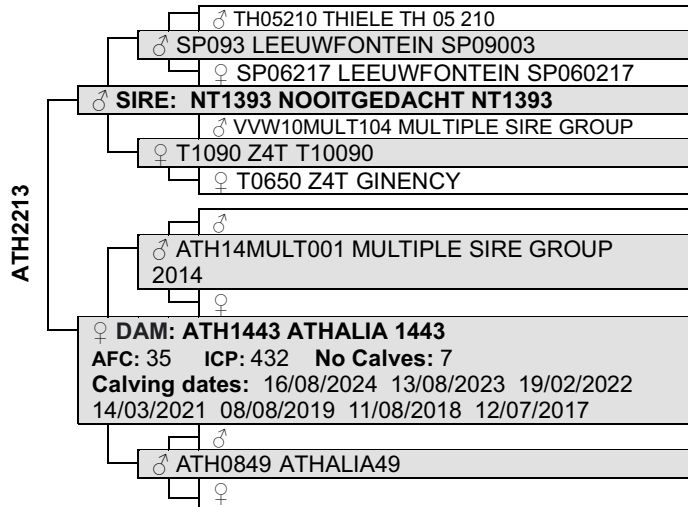 ♂ TH05210 THIELE TH 05 210
♂ SP093 LEEUWFONTEIN SP09003
♀ SP06217 LEEUWFONTEIN SP060217
♂ SIRE: NT1393 NOOITGEDACHT NT1393
♂ VVW10MULT104 MULTIPLE SIRE GROUP
♀ T1090 Z4T T10090
♀ T0650 Z4T GINENCY
ATH2213
♂
♂ ATH14MULT001 MULTIPLE SIRE GROUP
2014
♀
♀ DAM: ATH1443 ATHALIA 1443
AFC: 35 ICP: 432 No Calves: 7
Calving dates: 16/08/2024 13/08/2023 19/02/2022
14/03/2021 08/08/2019 11/08/2018 12/07/2017
♂
♂ ATH0849 ATHALIA49
♀